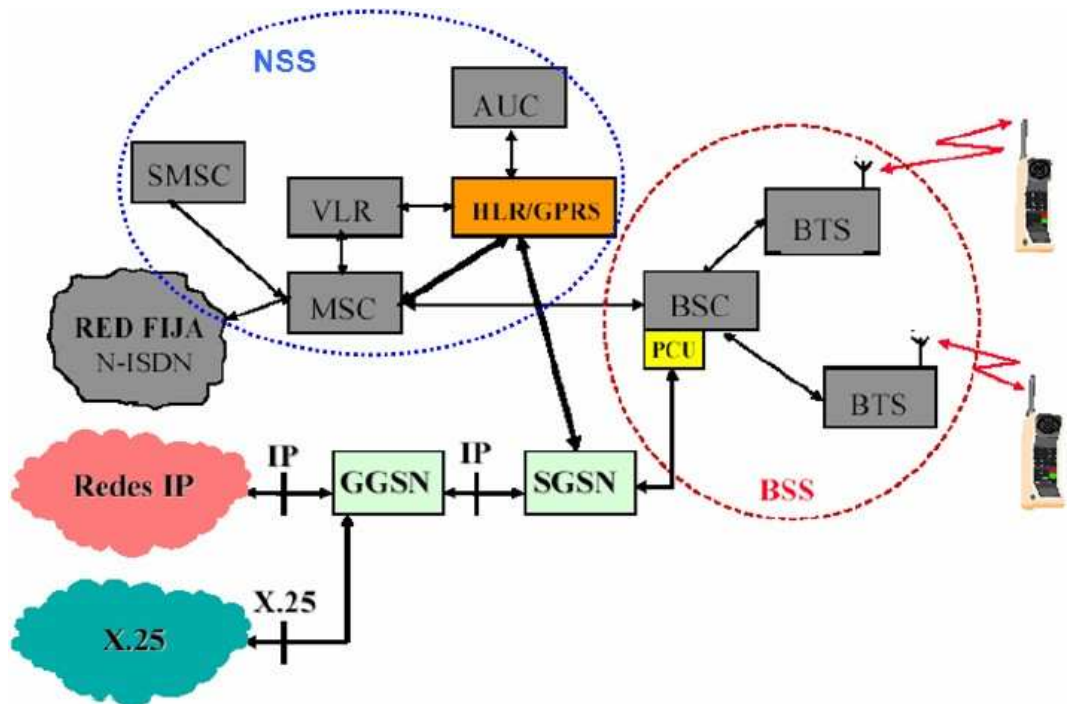 NSS
AUC
SMSC
VLR
HLR/GPRS
BTS
MSC
BSC
RED FIJA
N-ISDN
PCU
BTS
IP
IP
Redes IP
GGSN
SGSN
BSS
X.25
X.25